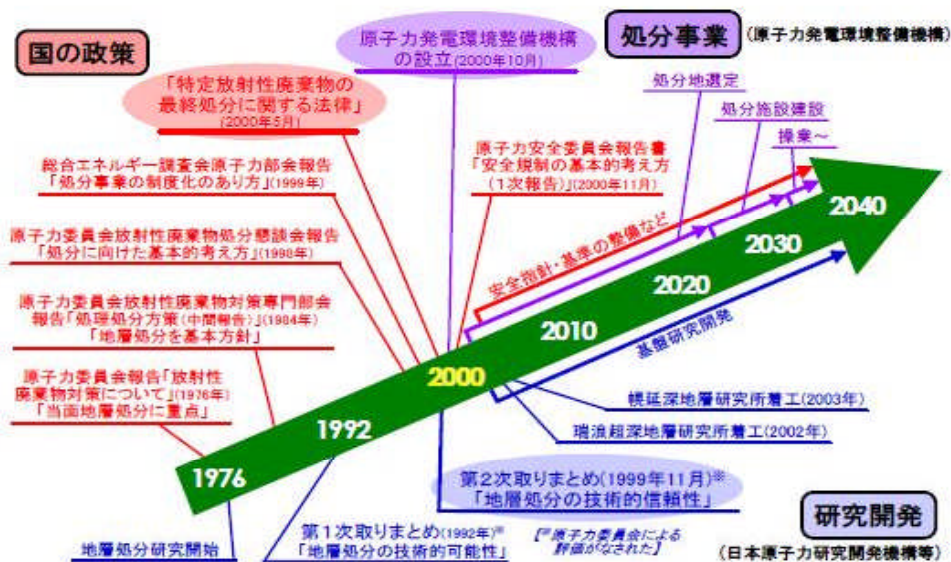 国の政策
原子力発電環境整備機構
の設立(2000年10月)
処分事業 (原子力発電環境整備機構)
「特定放射性廃棄物の
最終処分に関する法律」
(2000年5月)
処分地選定
処分施設建設
操業～
総合エネルギー調査会原子力部会報告
「処分事業の制度化のあり方」(1999年)
原子力安全委員会報告書
「安全規制の基本的考え方
(1次報告)」(2000年11月)
原子力委員会放射性廃棄物処分懇談会報告
「処分に向けた基本的考え方」(1998年)
原子力委員会放射性廃棄物対策専門部会
報告「処理処分方策(中間報告)」(1984年)
「地層処分を基本方針」
原子力委員会報告「放射性
廃棄物対策について」(1976年)
「当面地層処分に重点」
安全指針・基準の整備など
基盤研究開発
1976
1992
2000
2010
2020
2030
2040
幌延深地層研究所着工(2003年)
瑞浪超深地層研究所着工(2002年)
第2次取りまとめ(1999年11月)※
「地層処分の技術的信頼性」
地層処分研究開始
第1次取りまとめ(1992年)※
「地層処分の技術的可能性」
【※原子力委員会による
評価がなされた】
研究開発
(日本原子力研究開発機構等)